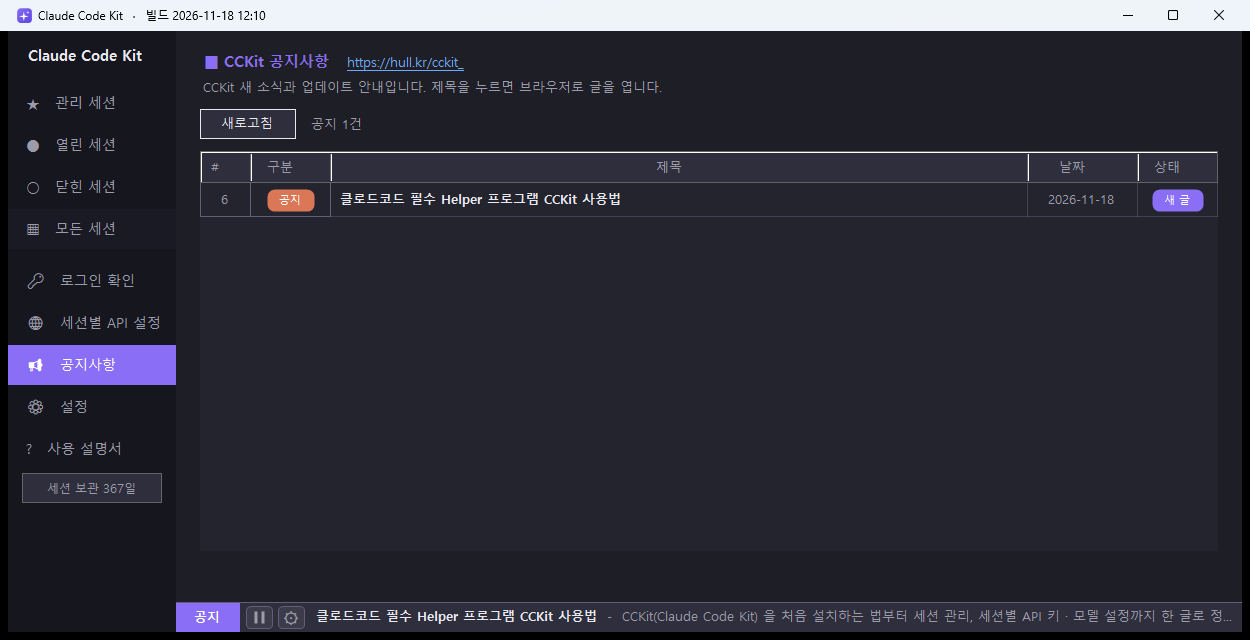 Claude Code Kit · 빌드 2026-11-18 12:10
Claude Code Kit
관리 세션
열린 세션
닫힌 세션
모든 세션
로그인 확인
세션별 API 설정
공지사항
설정
? 사용 설명서
세션 보관 367일
CCKit 공지사항 https://hull.kr/cckit_
CCKit 새 소식과 업데이트 안내입니다. 제목을 누르면 브라우저로 글을 엽니다.
새로고침 공지 1건
# 구분 제목 날짜 상태
6 공지 클로드코드 필수 Helper 프로그램 CCKit 사용법 2026-11-18 새 글
공지 클로드코드 필수 Helper 프로그램 CCKit 사용법 - CCKit(Claude Code Kit) 을 처음 설치하는 법부터 세션 관리, 세션별 API 키 · 모델 설정까지 한 글로 정...